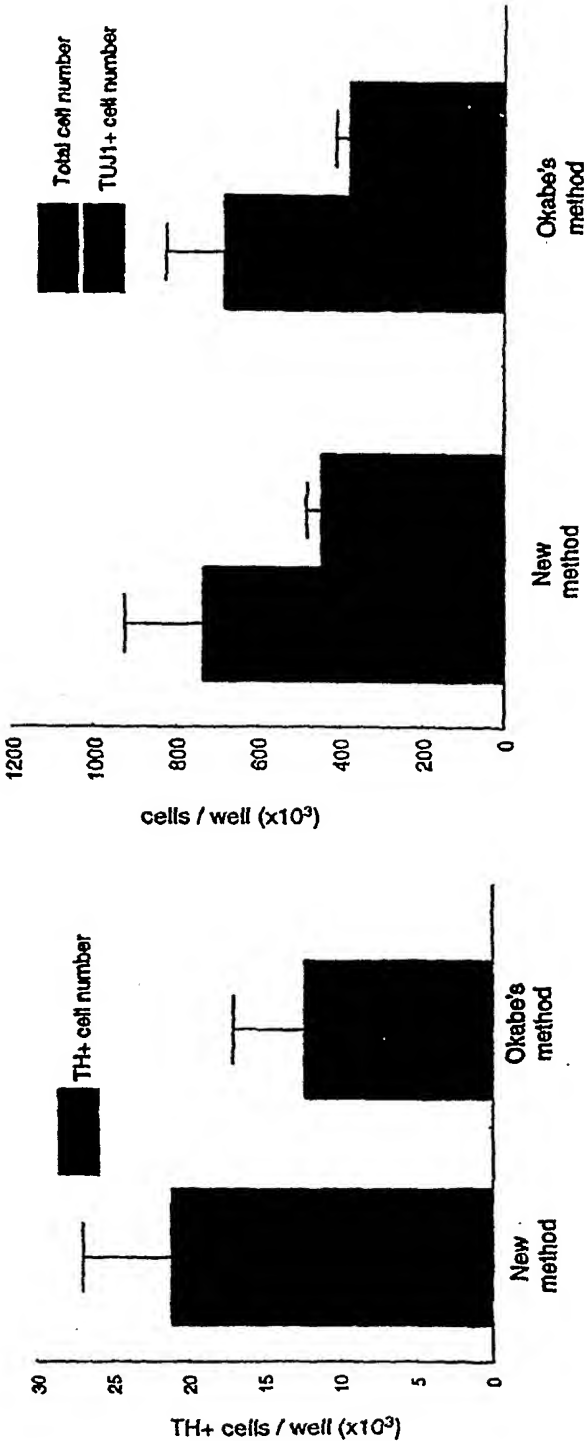 Total cell number
TUJ1+ cell number
1200
1000
800
600
400
200
0
cells / well (x10³)
New
method
Okabe's
method
TH+ cell number
30
25
20
15
10
5
0
TH+ cells / well (x10³)
New
method
Okabe's
method